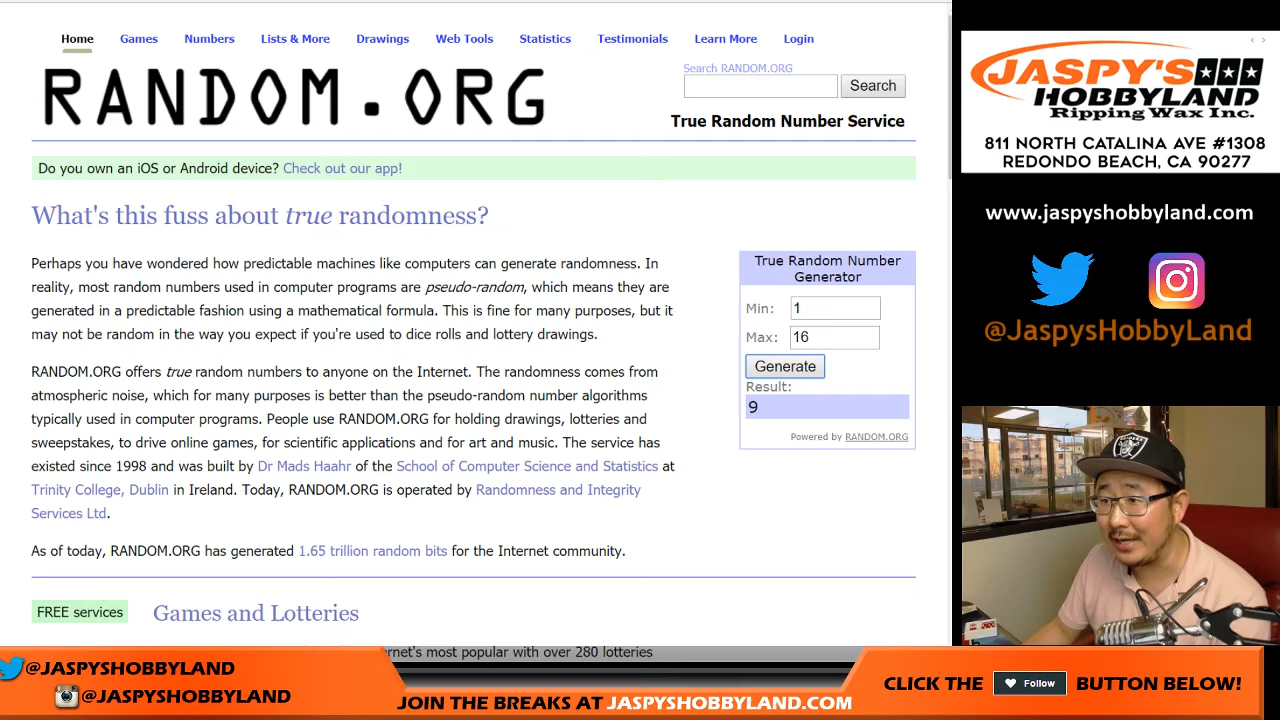 Home Games Numbers Lists & More Drawings Web Tools Statistics Testimonials Learn More Login
RANDOM.ORG
Search RANDOM.ORG
Search
True Random Number Service
Do you own an iOS or Android device? Check out our app!
What's this fuss about true randomness?
Perhaps you have wondered how predictable machines like computers can generate randomness. In
reality, most random numbers used in computer programs are pseudo-random, which means they are
generated in a predictable fashion using a mathematical formula. This is fine for many purposes, but it
may not be random in the way you expect if you're used to dice rolls and lottery drawings.
RANDOM.ORG offers true random numbers to anyone on the Internet. The randomness comes from
atmospheric noise, which for many purposes is better than the pseudo-random number algorithms
typically used in computer programs. People use RANDOM.ORG for holding drawings, lotteries and
sweepstakes, to drive online games, for scientific applications and for art and music. The service has
existed since 1998 and was built by Dr Mads Haahr of the School of Computer Science and Statistics at
Trinity College, Dublin in Ireland. Today, RANDOM.ORG is operated by Randomness and Integrity
Services Ltd.
As of today, RANDOM.ORG has generated 1.65 trillion random bits for the Internet community.
True Random Number
Generator
Min: 1
Max: 16
Generate
Result:
9
Powered by RANDOM.ORG
FREE services
Games and Lotteries
ernet's most popular with over 280 lotteries
JASPY'S
HOBBYLAND
Ripping Wax Inc.
811 NORTH CATALINA AVE #1308
REDONDO BEACH, CA 90277
www.jaspyshobbyland.com
@JaspysHobbyLand
@JASPYSHOBBYLAND
@JASPYSHOBBYLAND
JOIN THE BREAKS AT JASPYSHOBBYLAND.COM
CLICK THE Follow BUTTON BELOW!